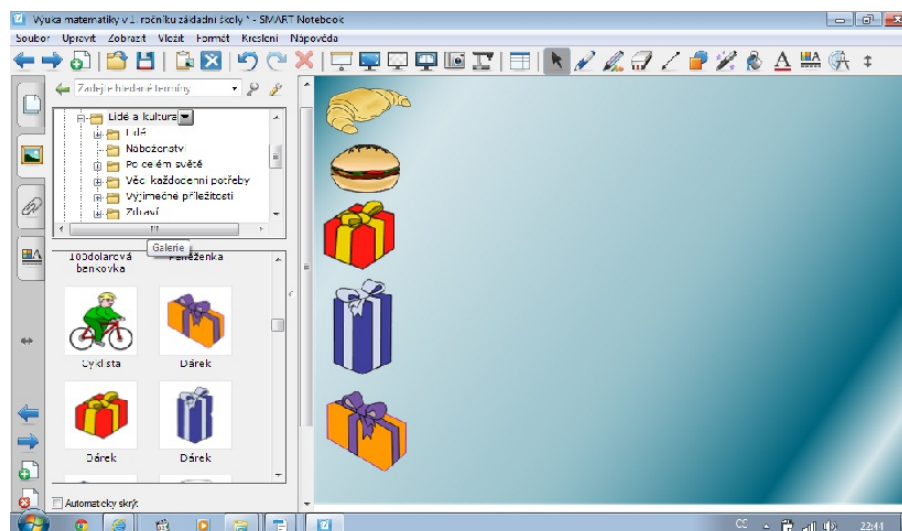 Výuka matematiky v 1. ročníku základní školy * - SMART Notebook
Soubor Upravit Zobrazit Vložit Formát Kreslení Nápověda
Zadejte hledané termíny
Lidé a kultura
Lidé
Náboženství
Po celém světě
Věci každodenní potřeby
Výjimečné příležitosti
Zdraví
Galerie
100dolarová bankovka
Peněženka
Cyklista Dárek
Dárek Dárek
Automaticky skrýt
CC 22:41